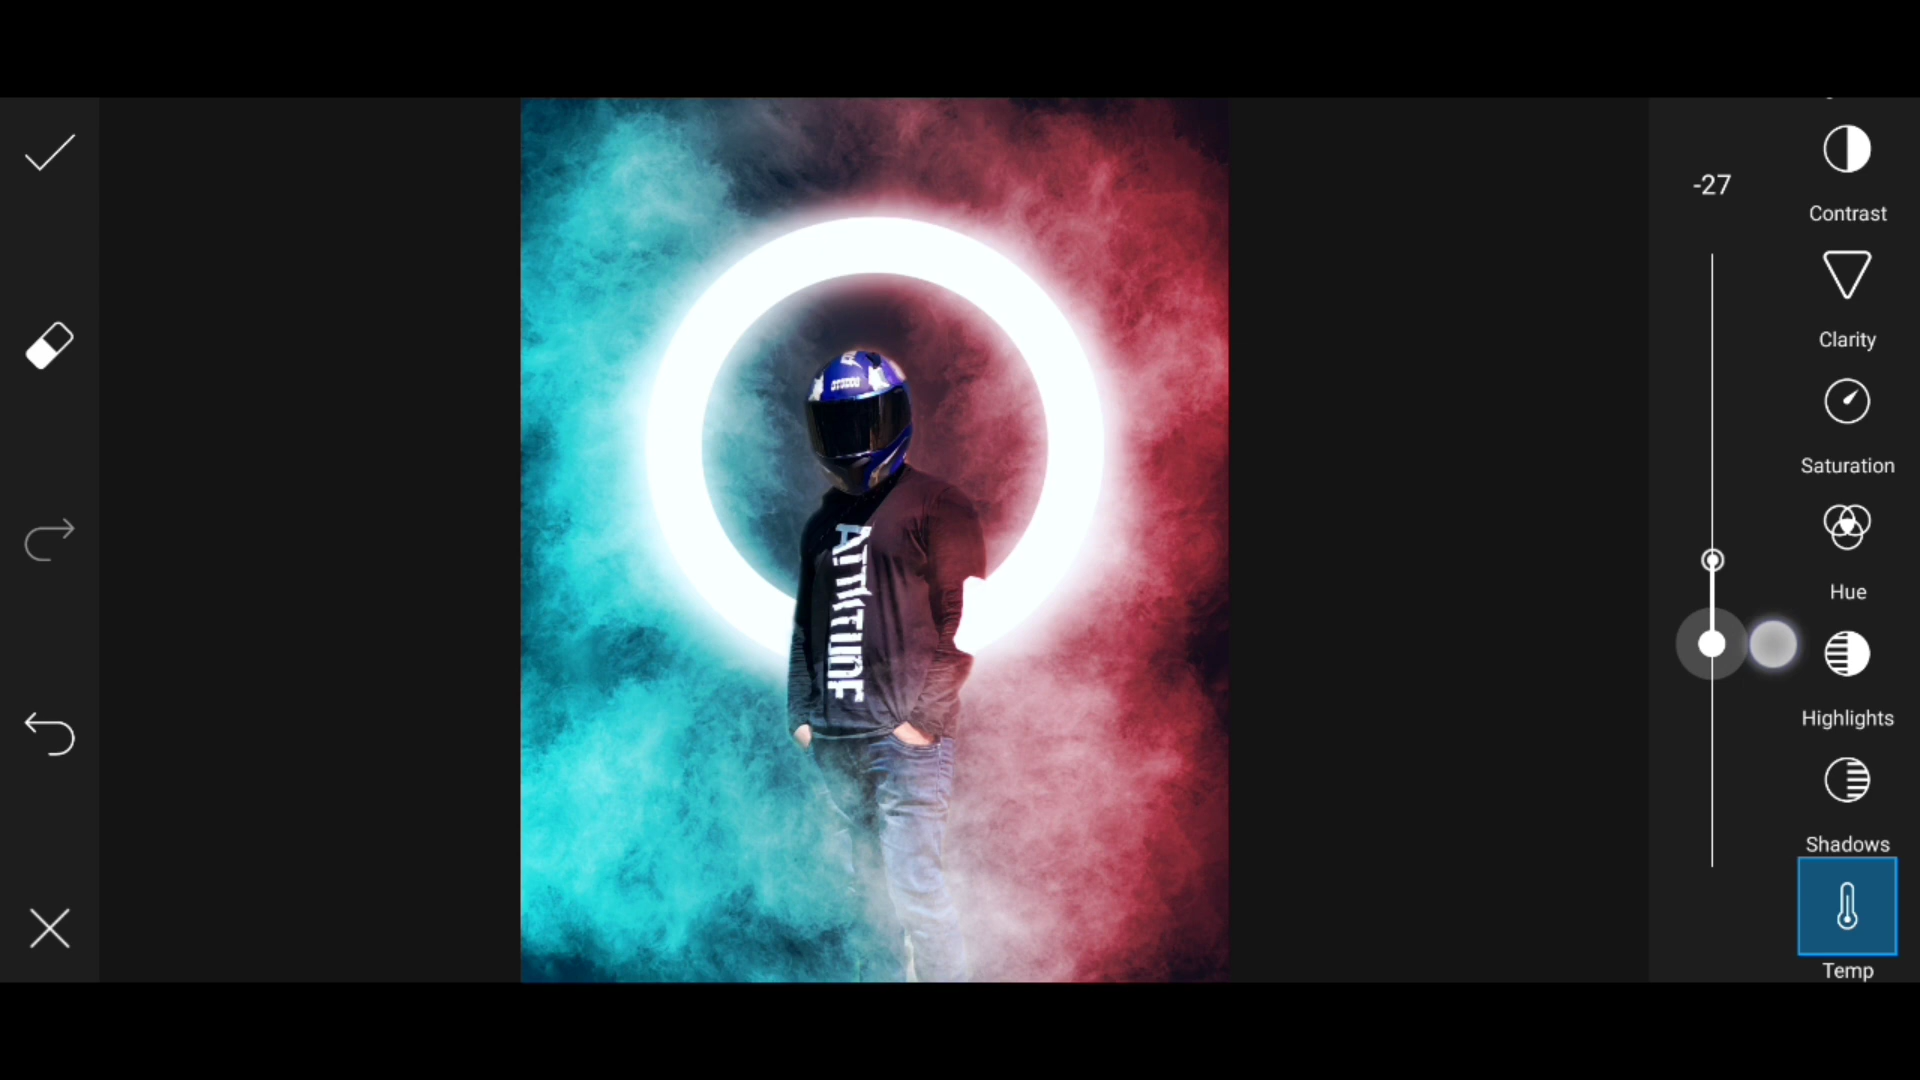 -27
Contrast
Clarity
Saturation
Hue
Highlights
Shadows
Temp
ATTITUDE